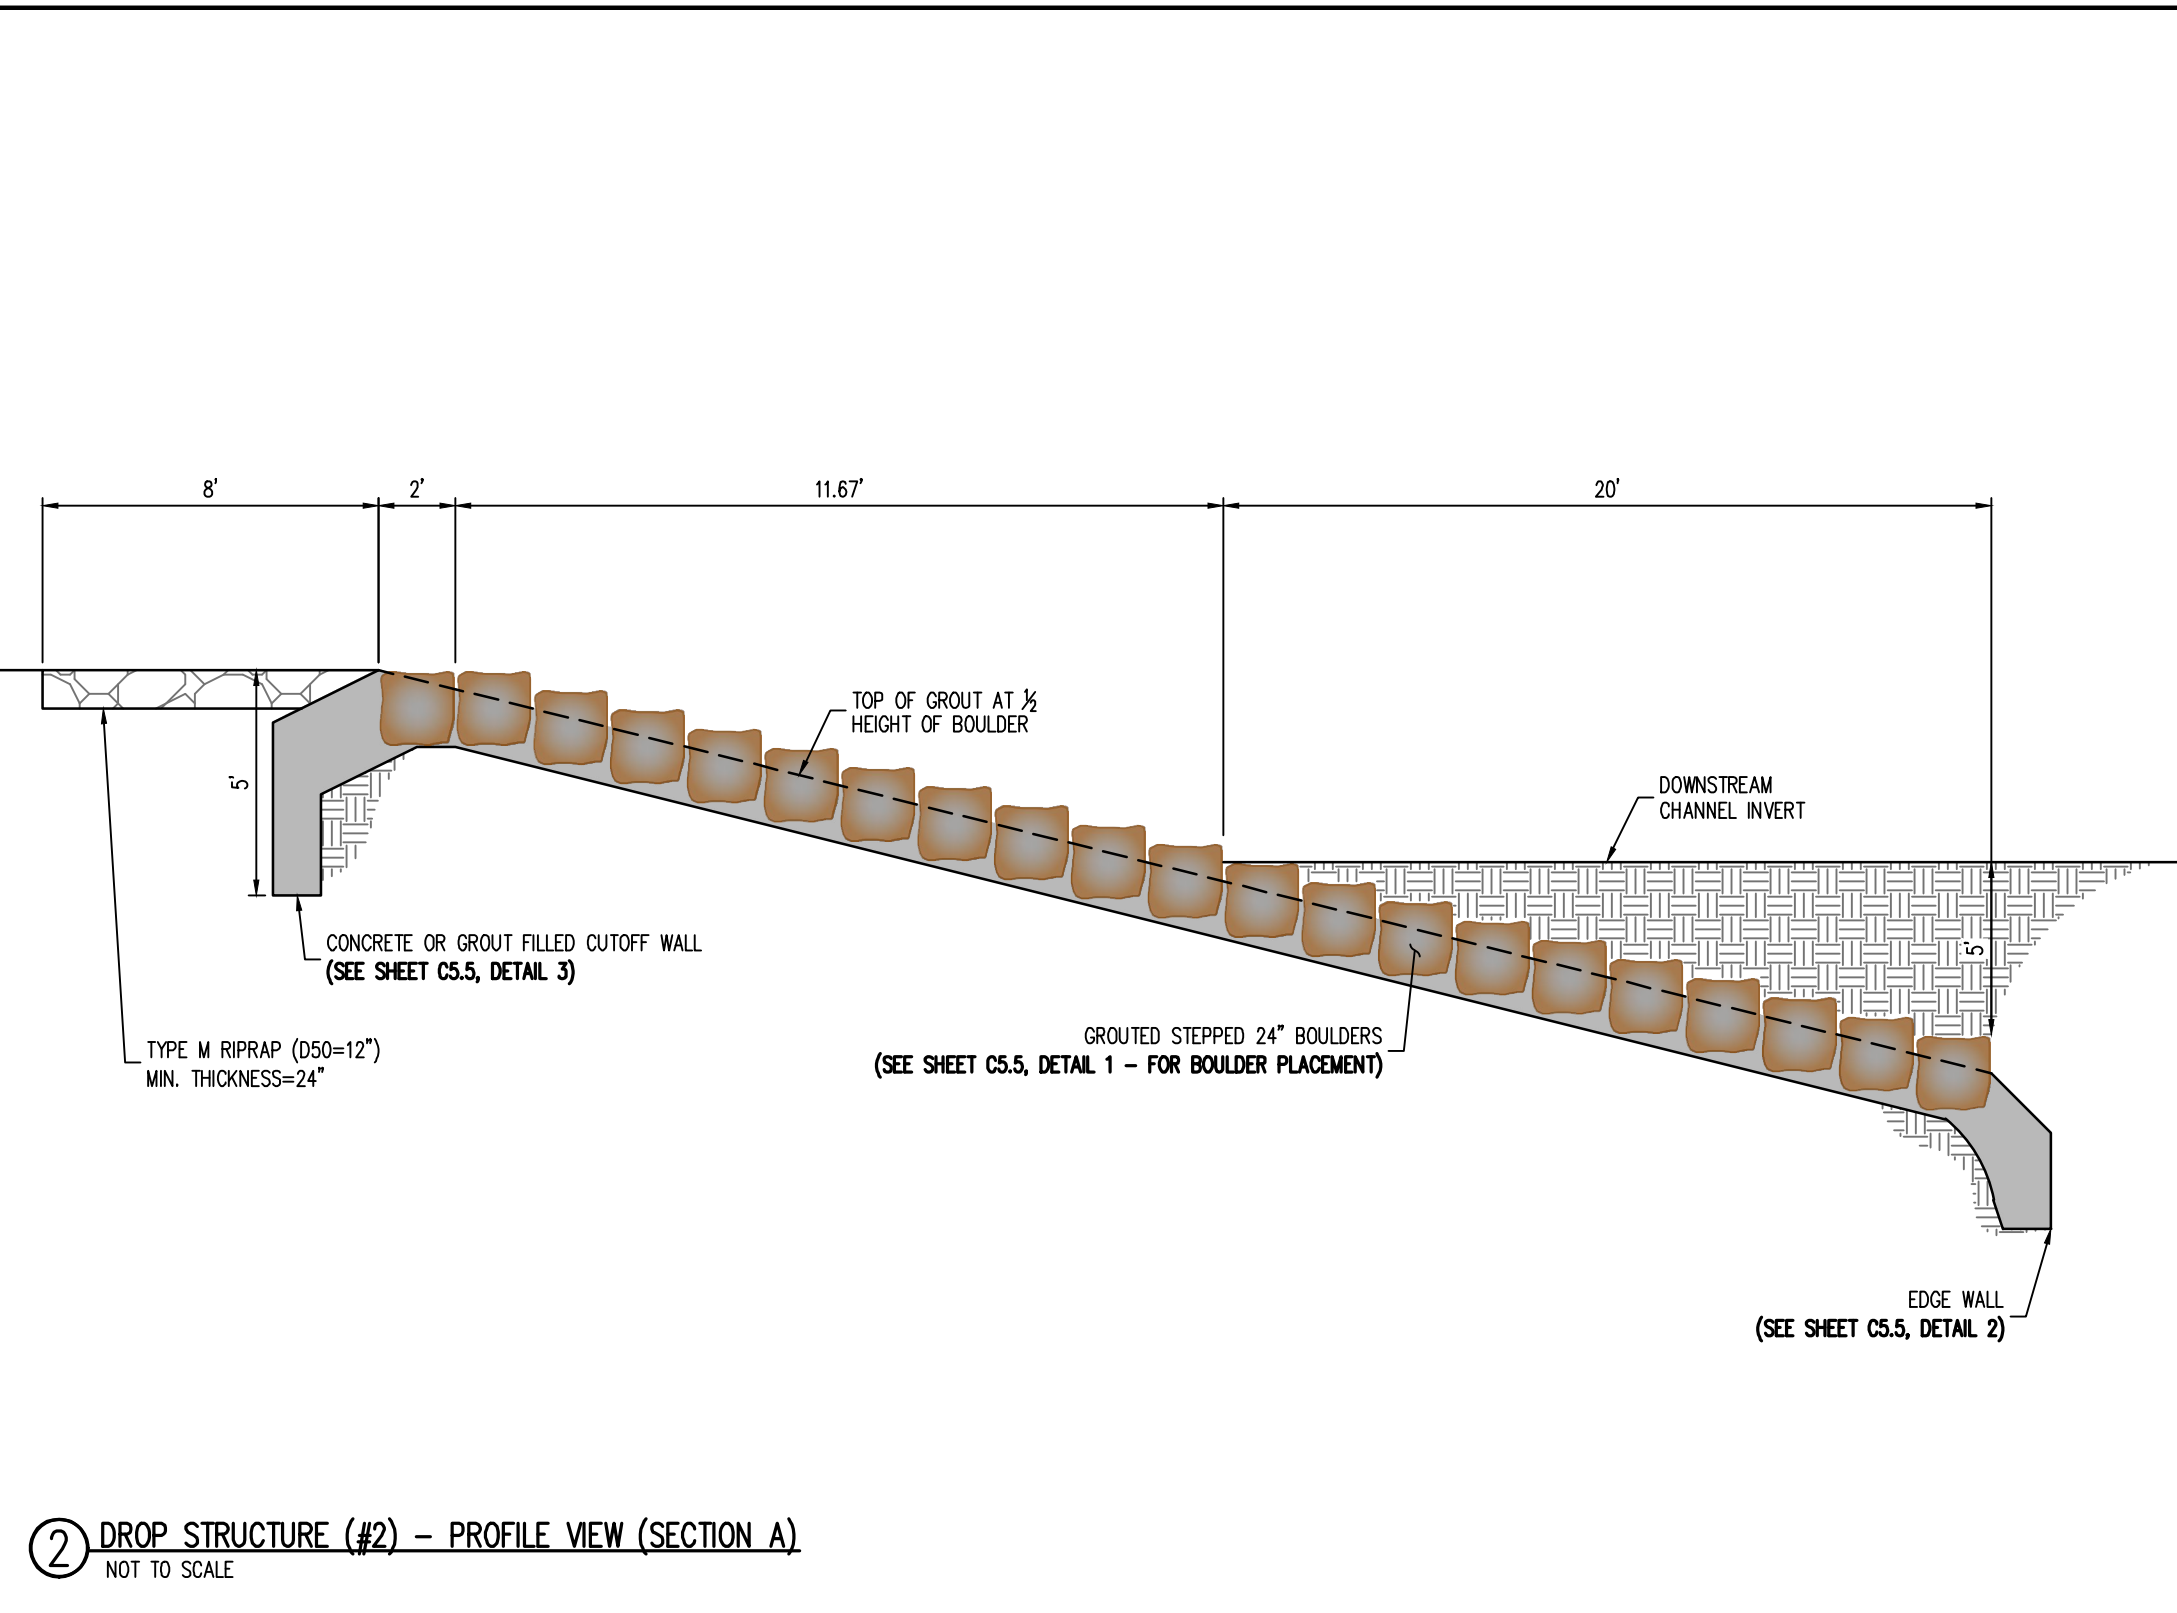 8'
2'
11.67'
20'
TOP OF GROUT AT ½
HEIGHT OF BOULDER
DOWNSTREAM
CHANNEL INVERT
5'
5'
CONCRETE OR GROUT FILLED CUTOFF WALL
(SEE SHEET C5.5, DETAIL 3)
GROUTED STEPPED 24" BOULDERS
(SEE SHEET C5.5, DETAIL 1 - FOR BOULDER PLACEMENT)
TYPE M RIPRAP (D50=12")
MIN. THICKNESS=24"
EDGE WALL
(SEE SHEET C5.5, DETAIL 2)
2 DROP STRUCTURE (#2) - PROFILE VIEW (SECTION A)
NOT TO SCALE